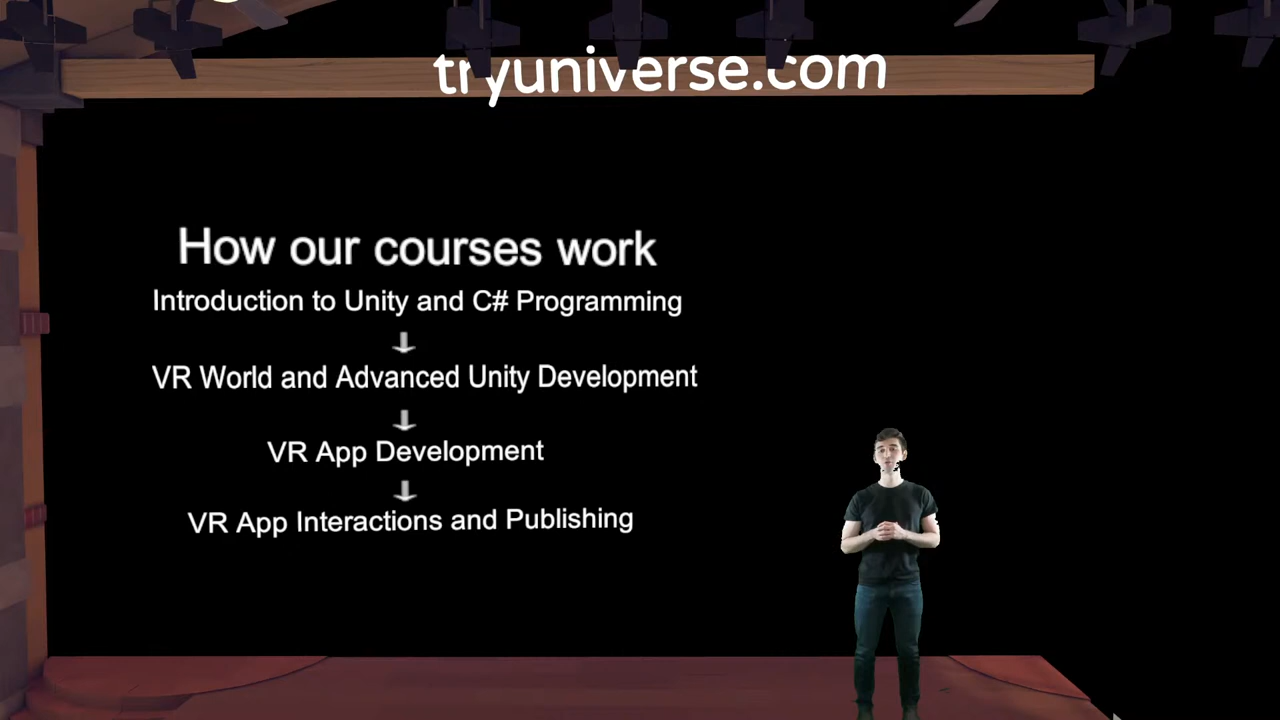 tryuniverse.com
How our courses work
Introduction to Unity and C# Programming
VR World and Advanced Unity Development
VR App Development
VR App Interactions and Publishing